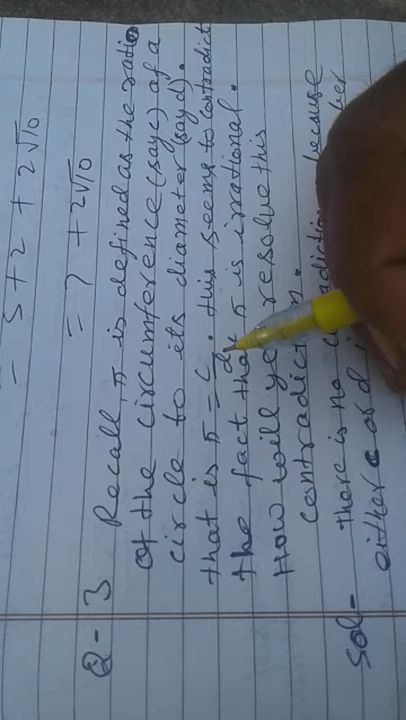 = 5+2 + 2√10
= 7 + 2√10
Q-3 Recall, π is defined as the ratio
of the circumference (say c) of a
circle to its diameter (say d).
that is π = c/d. this seems to contradict
the fact that π is irrational.
How will resolve this
contradiction.
Sol- there is no because
either c or d